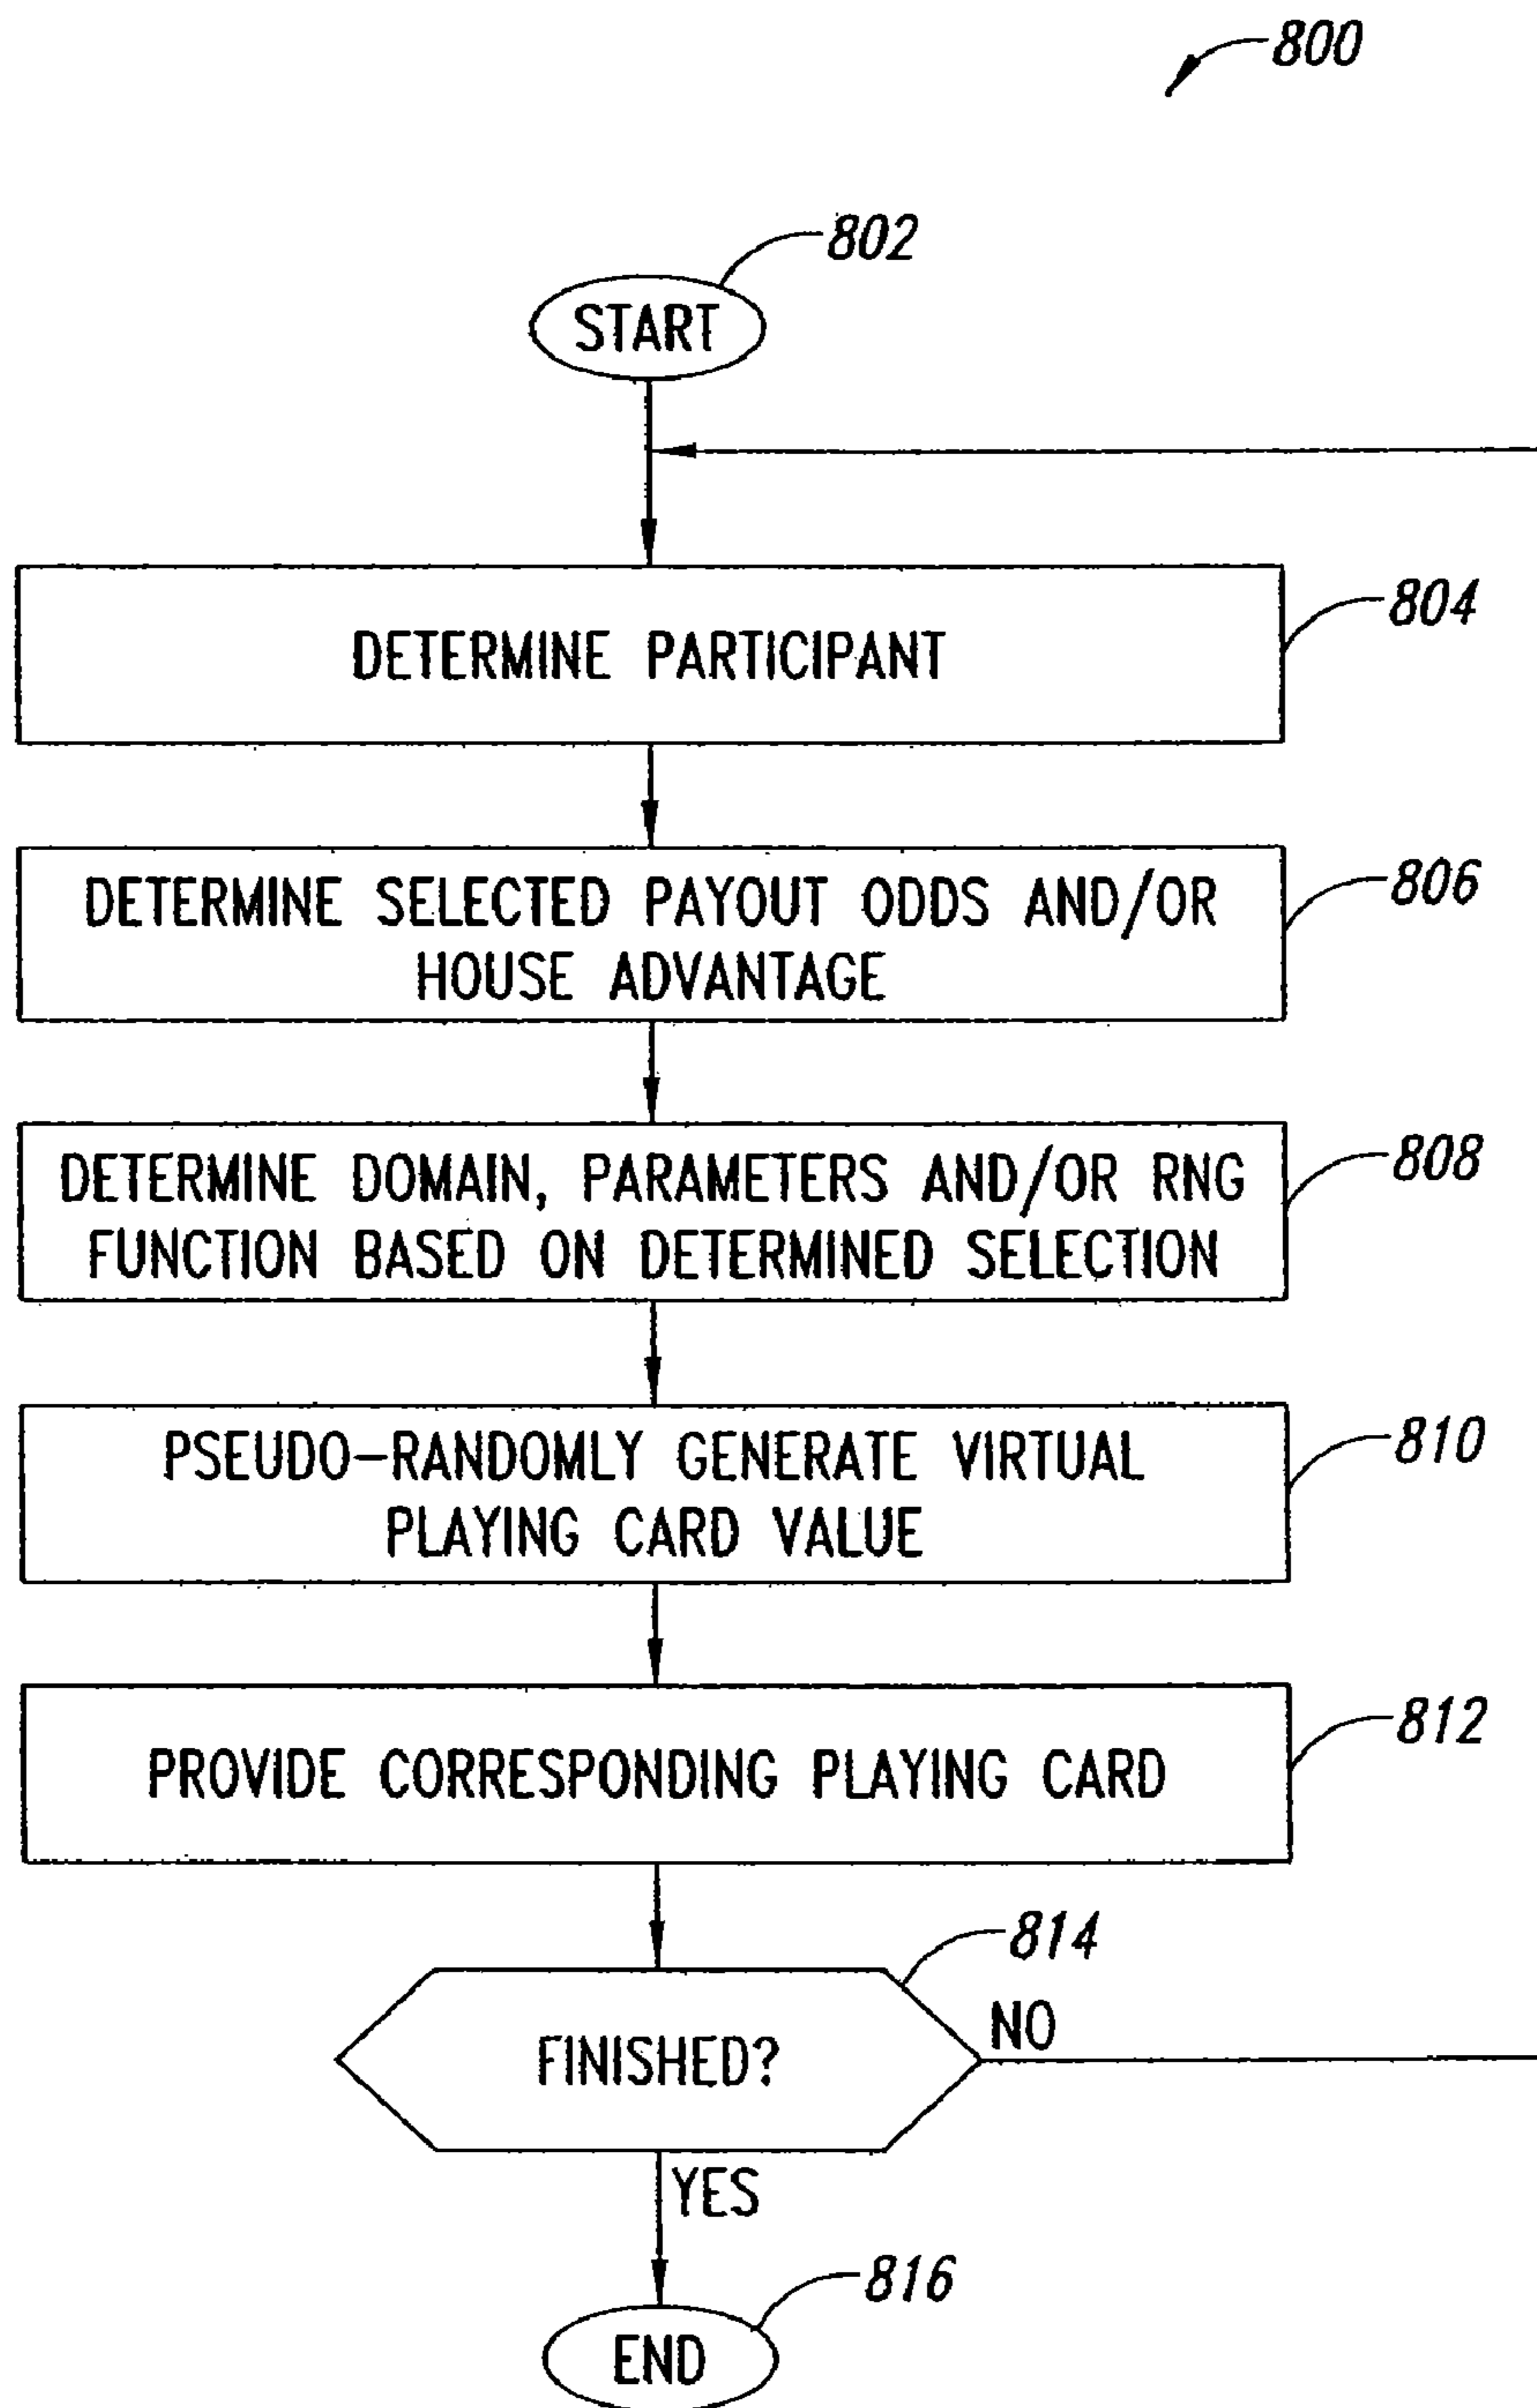 800
802
START
804
DETERMINE PARTICIPANT
806
DETERMINE SELECTED PAYOUT ODDS AND/OR
HOUSE ADVANTAGE
808
DETERMINE DOMAIN, PARAMETERS AND/OR RNG
FUNCTION BASED ON DETERMINED SELECTION
810
PSEUDO-RANDOMLY GENERATE VIRTUAL
PLAYING CARD VALUE
812
PROVIDE CORRESPONDING PLAYING CARD
814
NO
FINISHED?
YES
816
END